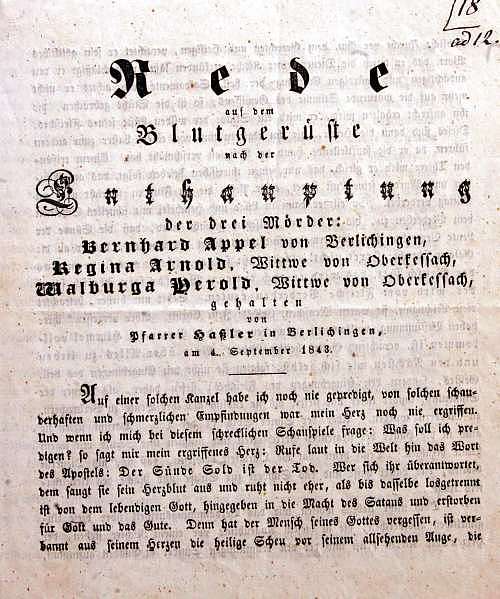 18
ad 12.
Rede
auf dem
Blutgerüste
nach der
Enthauptung
der drei Mörder:
Bernhard Appel von Berlichingen,
Regina Arnold, Wittwe von Oberkessach,
Walburga Herold, Wittwe von Oberkessach,
gehalten
von
Pfarrer Haßler in Berlichingen,
am 4. September 1843.
Auf einer solchen Kanzel habe ich noch nie gepredigt, von solchen schau-
derhaften und schmerzlichen Empfindungen war mein Herz noch nie ergriffen.
Und wenn ich mich bei diesem schrecklichen Schauspiele frage: Was soll ich pre-
digen? so sagt mir mein ergriffenes Herz: Rufe laut in die Welt hin das Wort
des Apostels: Der Sünde Sold ist der Tod. Wer sich ihr überantwortet,
dem saugt sie sein Herzblut aus und ruht nicht eher, als bis dasselbe losgetrennt
ist von dem lebendigen Gott, hingegeben in die Macht des Satans und erstorben
für Gott und das Gute. Denn hat der Mensch seines Gottes vergessen, ist ver-
bannt aus seinem Herzen die heilige Scheu vor seinem allsehenden Auge, die